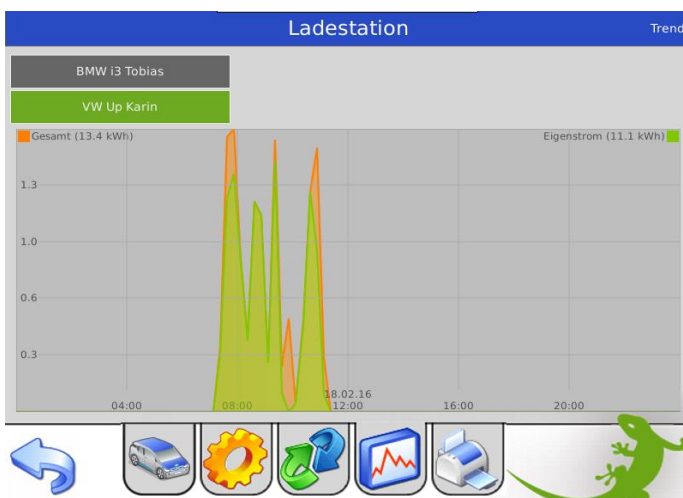 Ladestation
Trend
BMW i3 Tobias
VW Up Karin
Gesamt (13.4 kWh)
Eigenstrom (11.1 kWh)
1.3
1.0
0.6
0.3
18.02.16
04:00 08:00 12:00 16:00 20:00